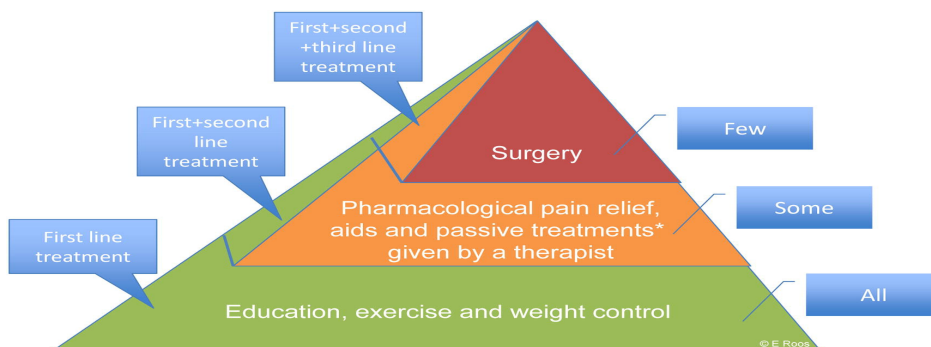 First+second
+third line
treatment
First+second
line
treatment
First line
treatment
Surgery
Few
Pharmacological pain relief,
aids and passive treatments*
given by a therapist
Some
Education, exercise and weight control
All
© E Roos